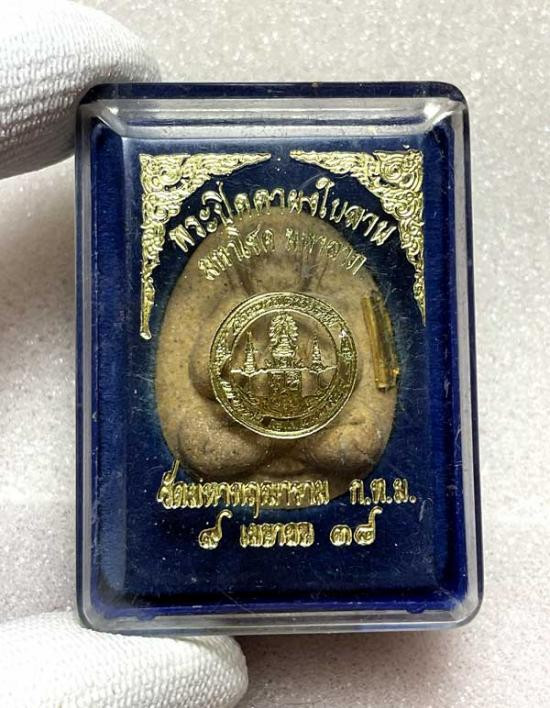 พระปิดตาผงใบลาน
มหาโชค มหาลาภ
วัดมหาพฤฒาราม ก.ท.ม.
๙ เมษายน ๓๘